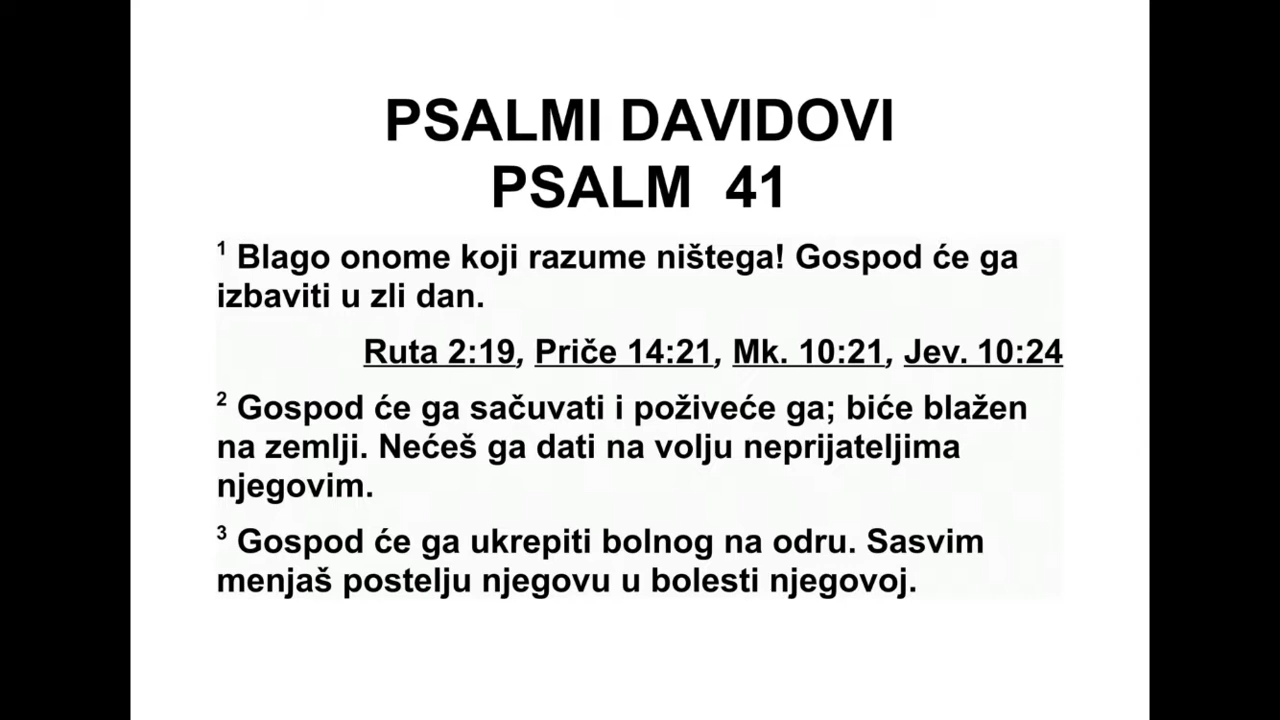 PSALMI DAVIDOVI
PSALM 41
1 Blago onome koji razume ništega! Gospod će ga
izbaviti u zli dan.
Ruta 2:19, Priče 14:21, Mk. 10:21, Jev. 10:24
2 Gospod će ga sačuvati i poživeće ga; biće blažen
na zemlji. Nećeš ga dati na volju neprijateljima
njegovim.
3 Gospod će ga ukrepiti bolnog na odru. Sasvim
menjaš postelju njegovu u bolesti njegovoj.